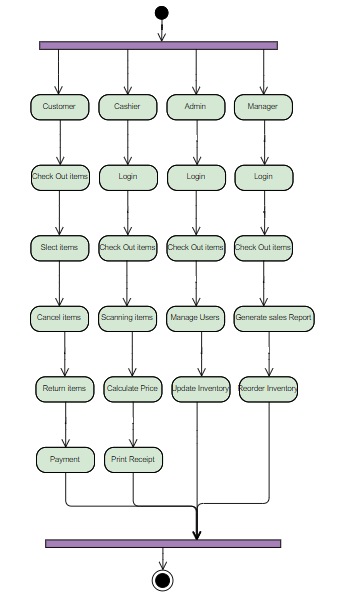 Customer
Cashier
Admin
Manager
Check Out items
Login
Login
Login
Slect items
Check Out items
Check Out items
Check Out items
Cancel items
Scanning items
Manage Users
Generate sales Report
Return items
Calculate Price
Update Inventory
Reorder Inventory
Payment
Print Receipt